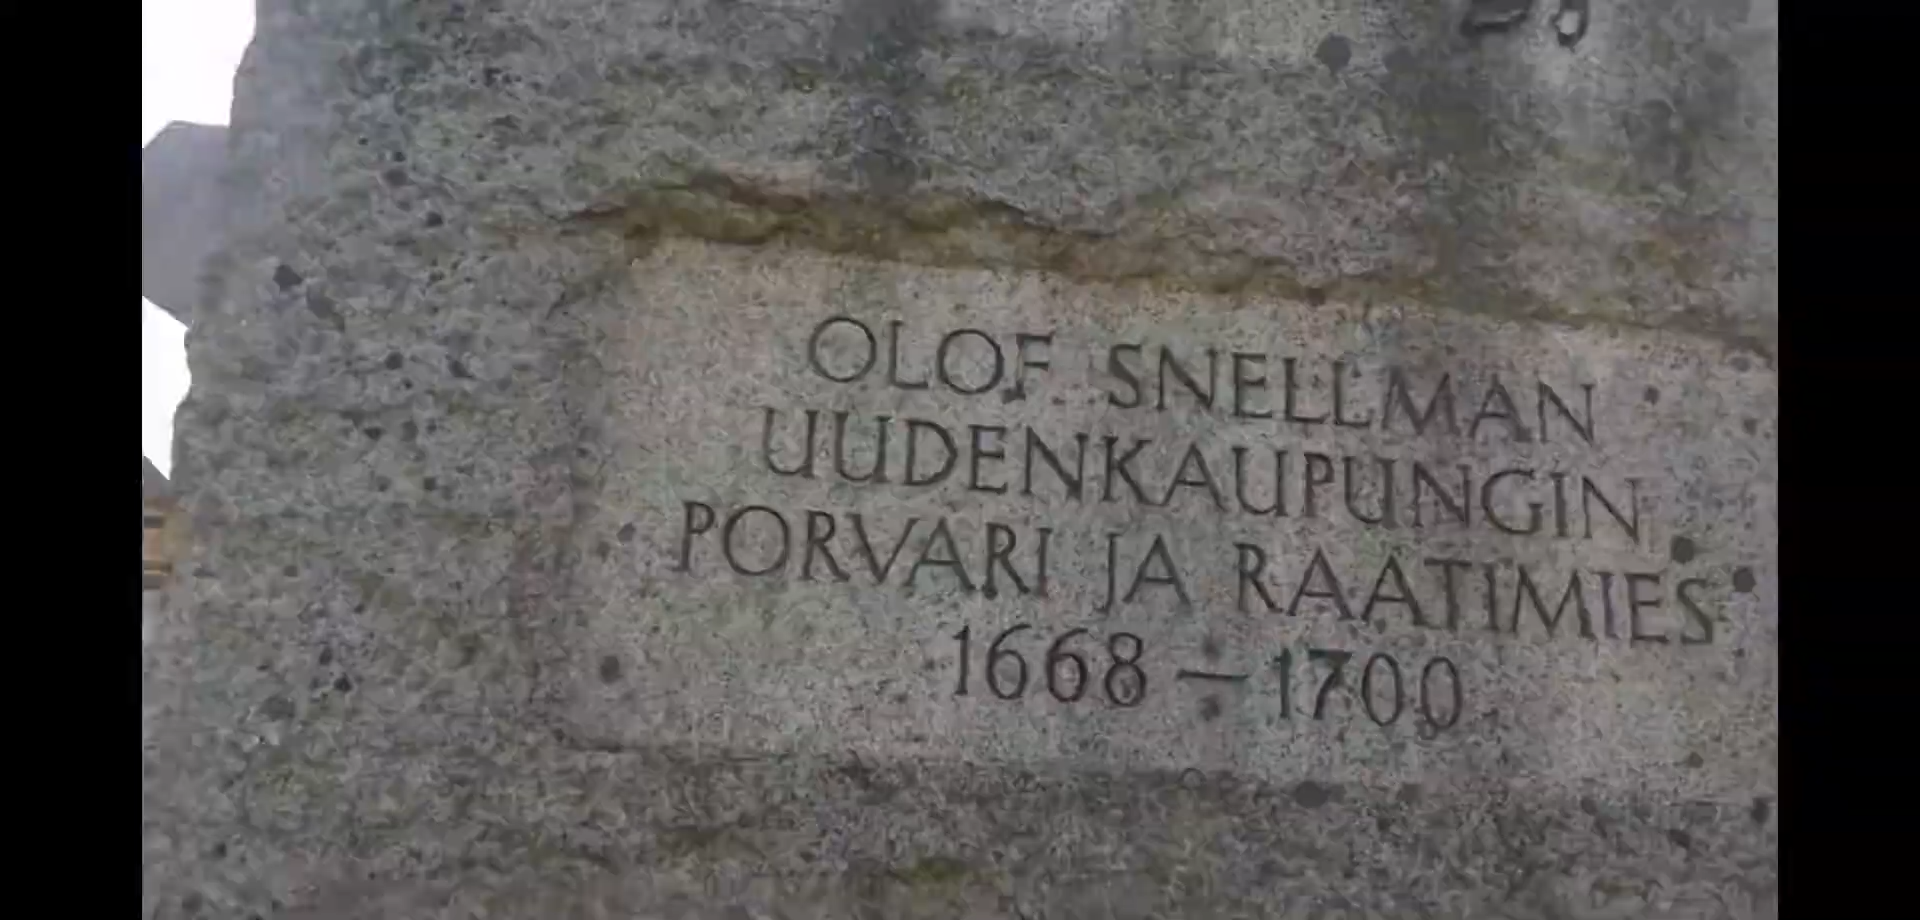 OLOF SNELLMAN
UUDENKAUPUNGIN
PORVARI JA RAATIMIES
1668 – 1700